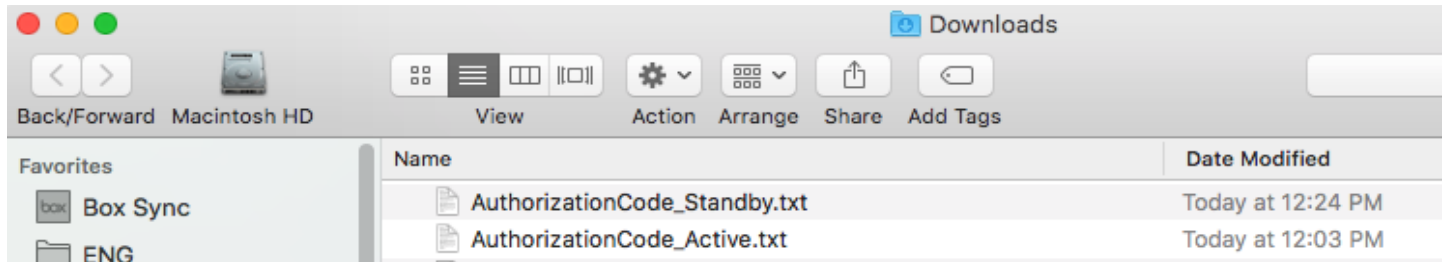 Downloads
Back/Forward Macintosh HD View Action Arrange Share Add Tags
Favorites
Name Date Modified
box Box Sync
AuthorizationCode_Standby.txt Today at 12:24 PM
ENG
AuthorizationCode_Active.txt Today at 12:03 PM